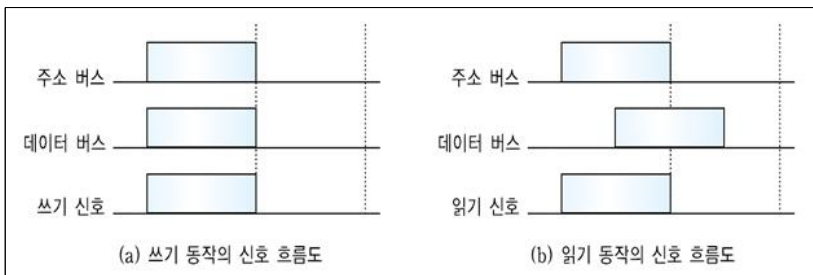 주소 버스
데이터 버스
쓰기 신호
(a) 쓰기 동작의 신호 흐름도
주소 버스
데이터 버스
읽기 신호
(b) 읽기 동작의 신호 흐름도